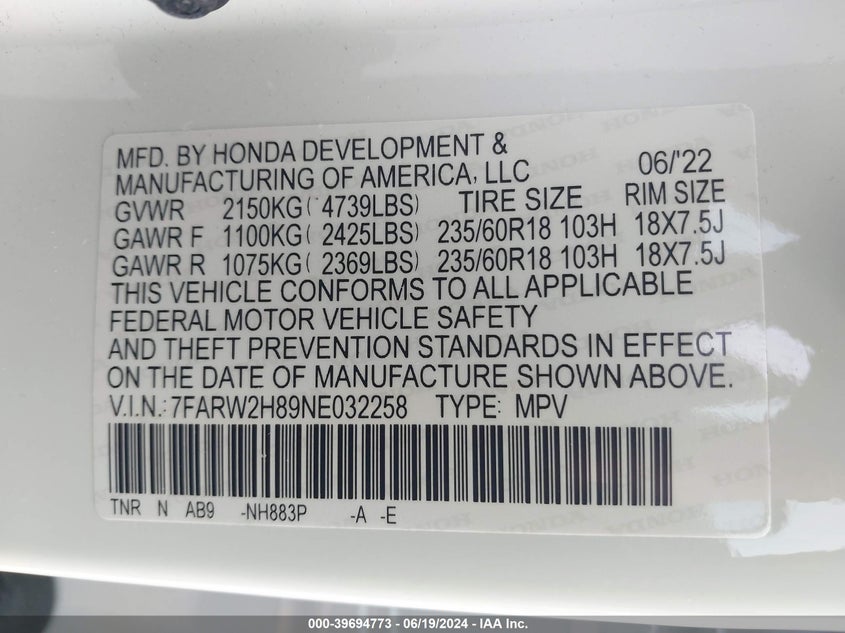 MFD. BY HONDA DEVELOPMENT &
MANUFACTURING OF AMERICA, LLC 06/'22
GVWR 2150KG( 4739LBS) TIRE SIZE RIM SIZE
GAWR F 1100KG( 2425LBS) 235/60R18 103H 18X7.5J
GAWR R 1075KG( 2369LBS) 235/60R18 103H 18X7.5J
THIS VEHICLE CONFORMS TO ALL APPLICABLE
FEDERAL MOTOR VEHICLE SAFETY
AND THEFT PREVENTION STANDARDS IN EFFECT
ON THE DATE OF MANUFACTURE SHOWN ABOVE.
V.I.N.:7FARW2H89NE032258 TYPE: MPV
TNR N AB9 -NH883P -A -E
000-39694773 - 06/19/2024 - IAA Inc.